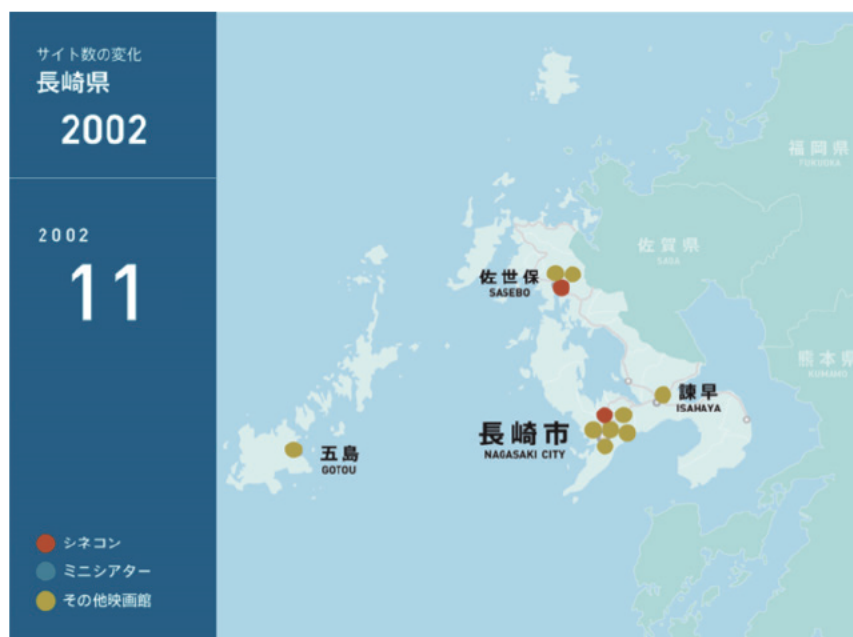 サイト数の変化
長崎県
2002
2002
11
シネコン
ミニシアター
その他映画館
福岡県
FUKUOKA
佐賀県
SAGA
佐世保
SASEBO
熊本県
KUMAMO
諫早
ISAHAYA
長崎市
NAGASAKI CITY
五島
GOTOU